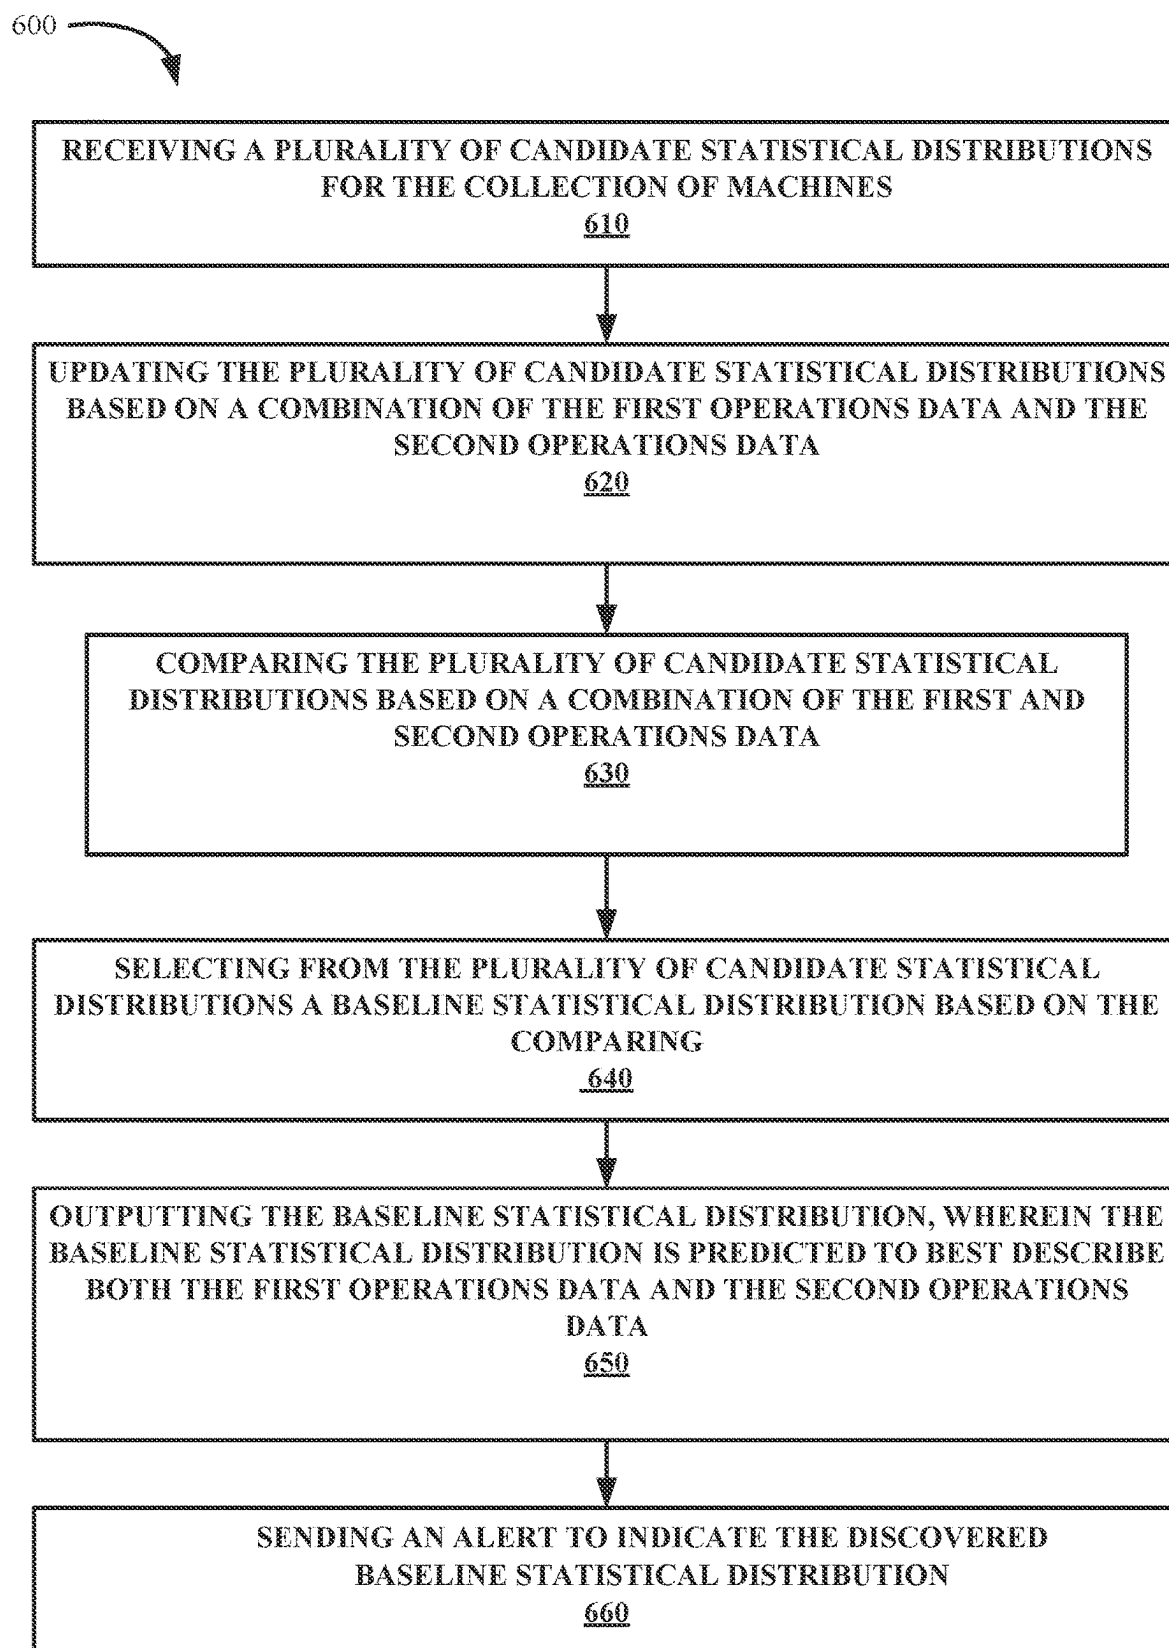 600
RECEIVING A PLURALITY OF CANDIDATE STATISTICAL DISTRIBUTIONS
FOR THE COLLECTION OF MACHINES
610
UPDATING THE PLURALITY OF CANDIDATE STATISTICAL DISTRIBUTIONS
BASED ON A COMBINATION OF THE FIRST OPERATIONS DATA AND THE
SECOND OPERATIONS DATA
620
COMPARING THE PLURALITY OF CANDIDATE STATISTICAL
DISTRIBUTIONS BASED ON A COMBINATION OF THE FIRST AND
SECOND OPERATIONS DATA
630
SELECTING FROM THE PLURALITY OF CANDIDATE STATISTICAL
DISTRIBUTIONS A BASELINE STATISTICAL DISTRIBUTION BASED ON THE
COMPARING
640
OUTPUTTING THE BASELINE STATISTICAL DISTRIBUTION, WHEREIN THE
BASELINE STATISTICAL DISTRIBUTION IS PREDICTED TO BEST DESCRIBE
BOTH THE FIRST OPERATIONS DATA AND THE SECOND OPERATIONS
DATA
650
SENDING AN ALERT TO INDICATE THE DISCOVERED
BASELINE STATISTICAL DISTRIBUTION
660